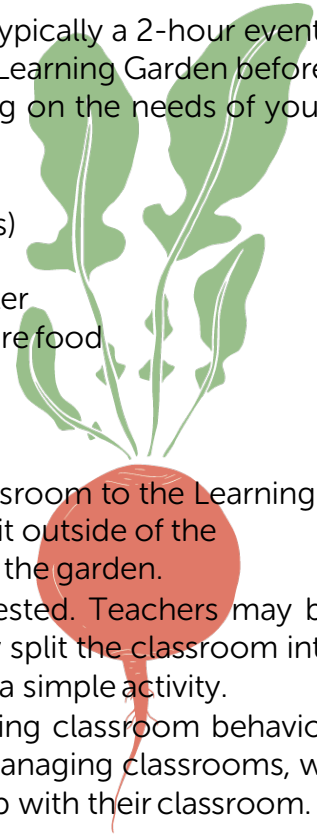 ypically a 2-hour event
Learning Garden before
g on the needs of you
s)
er
re food
sroom to the Learning
it outside of the
the garden.
ested. Teachers may b
split the classroom int
a simple activity.
ing classroom behavio
anaging classrooms, w
p with their classroom.